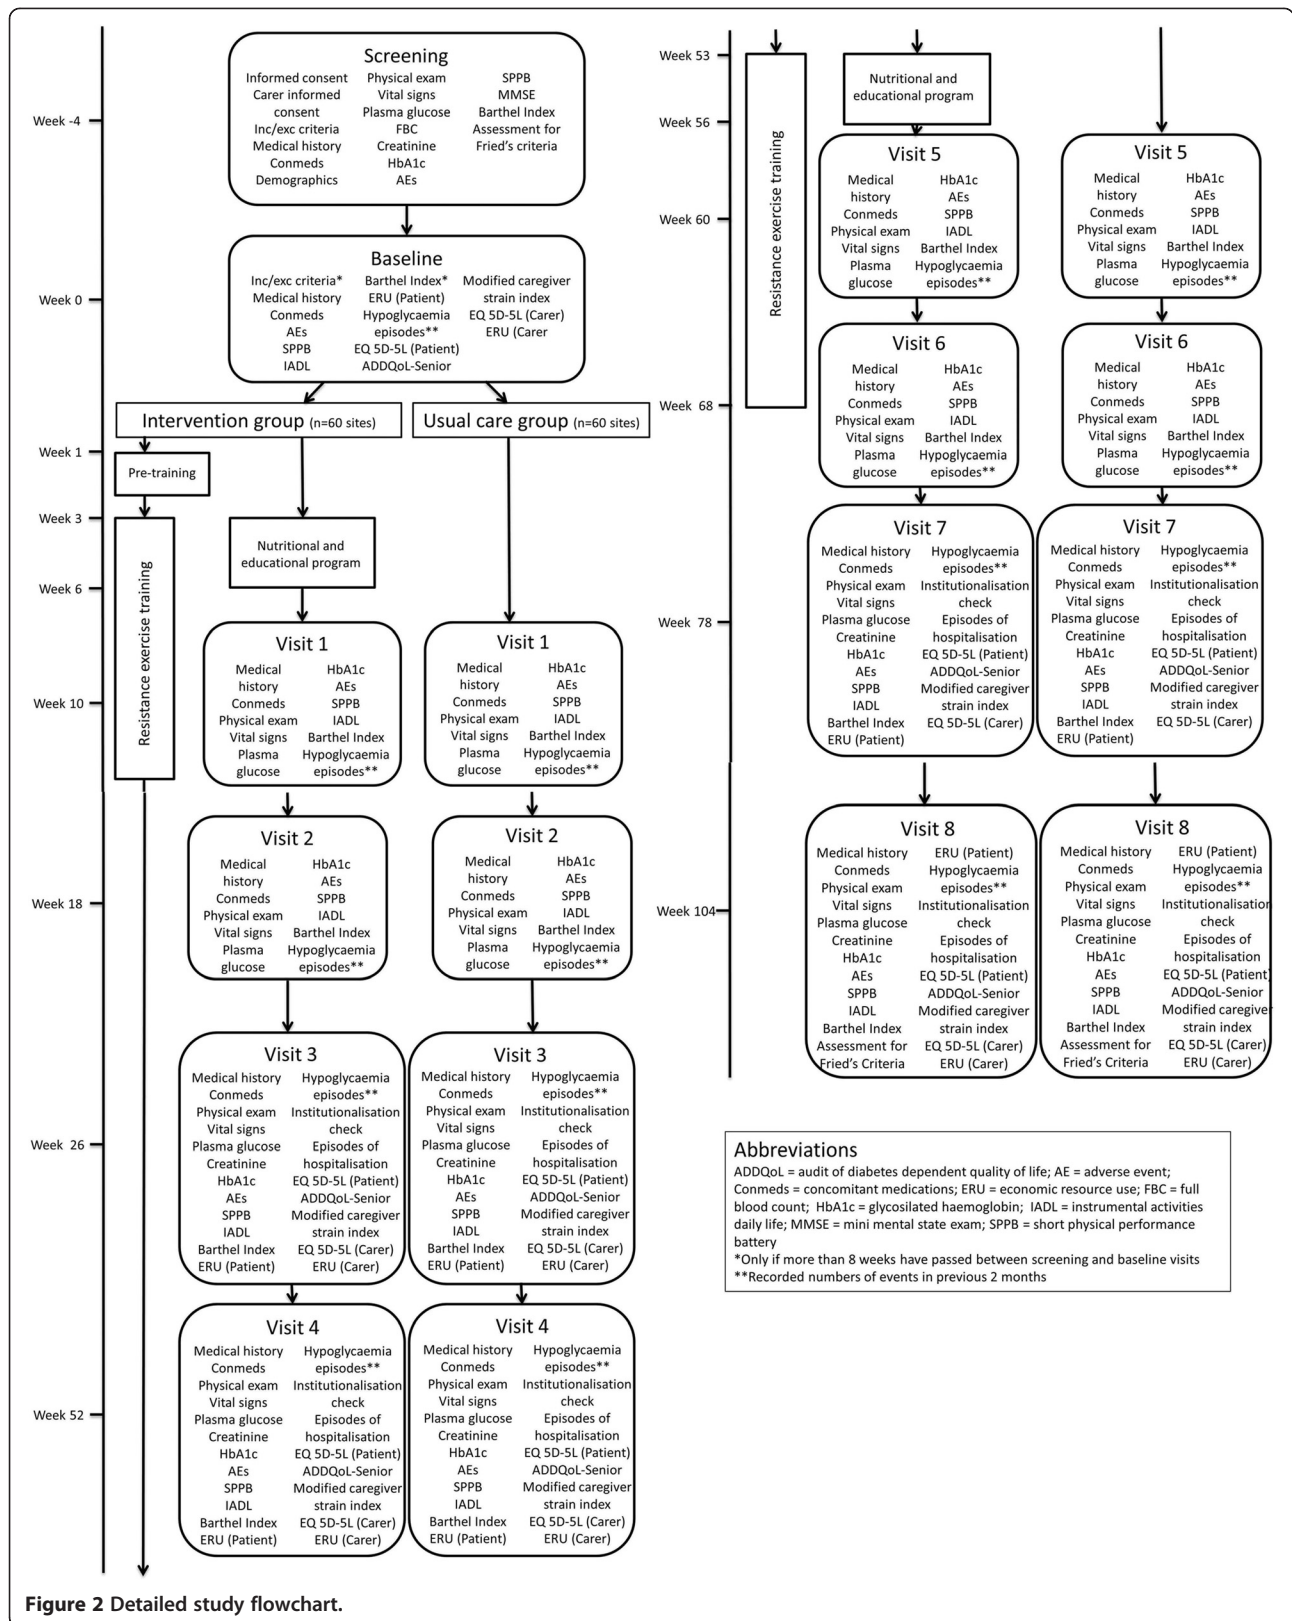 Screening
Informed consent
Carer informed
consent
Inc/exc criteria
Medical history
Conmeds
Demographics
Physical exam
Vital signs
Plasma glucose
FBC
Creatinine
HbA1c
AEs
SPPB
MMSE
Barthel Index
Assessment for
Fried's criteria
Week -4
Baseline
Inc/exc criteria*
Medical history
Conmeds
AEs
SPPB
IADL
Barthel Index*
ERU (Patient)
Hypoglycaemia
episodes**
EQ 5D-5L (Patient)
ADDQoL-Senior
Modified caregiver
strain index
EQ 5D-5L (Carer)
ERU (Carer
Week 0
Intervention group (n=60 sites)
Usual care group (n=60 sites)
Week 1
Pre-training
Week 3
Resistance exercise training
Nutritional and
educational program
Week 6
Visit 1
Medical
history
Conmeds
Physical exam
Vital signs
Plasma
glucose
HbA1c
AEs
SPPB
IADL
Barthel Index
Hypoglycaemia
episodes**
Visit 1
Medical
history
Conmeds
Physical exam
Vital signs
Plasma
glucose
HbA1c
AEs
SPPB
IADL
Barthel Index
Hypoglycaemia
episodes**
Week 10
Visit 2
Medical
history
Conmeds
Physical exam
Vital signs
Plasma
glucose
HbA1c
AEs
SPPB
IADL
Barthel Index
Hypoglycaemia
episodes**
Visit 2
Medical
history
Conmeds
Physical exam
Vital signs
Plasma
glucose
HbA1c
AEs
SPPB
IADL
Barthel Index
Hypoglycaemia
episodes**
Week 18
Visit 3
Medical history
Conmeds
Physical exam
Vital signs
Plasma glucose
Creatinine
HbA1c
AEs
SPPB
IADL
Barthel Index
ERU (Patient)
Hypoglycaemia
episodes**
Institutionalisation
check
Episodes of
hospitalisation
EQ 5D-5L (Patient)
ADDQoL-Senior
Modified caregiver
strain index
EQ 5D-5L (Carer)
ERU (Carer)
Visit 3
Medical history
Conmeds
Physical exam
Vital signs
Plasma glucose
Creatinine
HbA1c
AEs
SPPB
IADL
Barthel Index
ERU (Patient)
Hypoglycaemia
episodes**
Institutionalisation
check
Episodes of
hospitalisation
EQ 5D-5L (Patient)
ADDQoL-Senior
Modified caregiver
strain index
EQ 5D-5L (Carer)
ERU (Carer)
Week 26
Visit 4
Medical history
Conmeds
Physical exam
Vital signs
Plasma glucose
Creatinine
HbA1c
AEs
SPPB
IADL
Barthel Index
ERU (Patient)
Hypoglycaemia
episodes**
Institutionalisation
check
Episodes of
hospitalisation
EQ 5D-5L (Patient)
ADDQoL-Senior
Modified caregiver
strain index
EQ 5D-5L (Carer)
ERU (Carer)
Visit 4
Medical history
Conmeds
Physical exam
Vital signs
Plasma glucose
Creatinine
HbA1c
AEs
SPPB
IADL
Barthel Index
ERU (Patient)
Hypoglycaemia
episodes**
Institutionalisation
check
Episodes of
hospitalisation
EQ 5D-5L (Patient)
ADDQoL-Senior
Modified caregiver
strain index
EQ 5D-5L (Carer)
ERU (Carer)
Week 52
Week 53
Resistance exercise training
Nutritional and
educational program
Week 56
Visit 5
Medical
history
Conmeds
Physical exam
Vital signs
Plasma
glucose
HbA1c
AEs
SPPB
IADL
Barthel Index
Hypoglycaemia
episodes**
Visit 5
Medical
history
Conmeds
Physical exam
Vital signs
Plasma
glucose
HbA1c
AEs
SPPB
IADL
Barthel Index
Hypoglycaemia
episodes**
Week 60
Visit 6
Medical
history
Conmeds
Physical exam
Vital signs
Plasma
glucose
HbA1c
AEs
SPPB
IADL
Barthel Index
Hypoglycaemia
episodes**
Visit 6
Medical
history
Conmeds
Physical exam
Vital signs
Plasma
glucose
HbA1c
AEs
SPPB
IADL
Barthel Index
Hypoglycaemia
episodes**
Week 68
Visit 7
Medical history
Conmeds
Physical exam
Vital signs
Plasma glucose
Creatinine
HbA1c
AEs
SPPB
IADL
Barthel Index
ERU (Patient)
Hypoglycaemia
episodes**
Institutionalisation
check
Episodes of
hospitalisation
EQ 5D-5L (Patient)
ADDQoL-Senior
Modified caregiver
strain index
EQ 5D-5L (Carer)
Visit 7
Medical history
Conmeds
Physical exam
Vital signs
Plasma glucose
Creatinine
HbA1c
AEs
SPPB
IADL
Barthel Index
ERU (Patient)
Hypoglycaemia
episodes**
Institutionalisation
check
Episodes of
hospitalisation
EQ 5D-5L (Patient)
ADDQoL-Senior
Modified caregiver
strain index
EQ 5D-5L (Carer)
Week 78
Visit 8
Medical history
Conmeds
Physical exam
Vital signs
Plasma glucose
Creatinine
HbA1c
AEs
SPPB
IADL
Barthel Index
Assessment for
Fried's Criteria
ERU (Patient)
Hypoglycaemia
episodes**
Institutionalisation
check
Episodes of
hospitalisation
EQ 5D-5L (Patient)
ADDQoL-Senior
Modified caregiver
strain index
EQ 5D-5L (Carer)
ERU (Carer)
Visit 8
Medical history
Conmeds
Physical exam
Vital signs
Plasma glucose
Creatinine
HbA1c
AEs
SPPB
IADL
Barthel Index
Assessment for
Fried's Criteria
ERU (Patient)
Hypoglycaemia
episodes**
Institutionalisation
check
Episodes of
hospitalisation
EQ 5D-5L (Patient)
ADDQoL-Senior
Modified caregiver
strain index
EQ 5D-5L (Carer)
ERU (Carer)
Week 104
Abbreviations
ADDQoL = audit of diabetes dependent quality of life; AE = adverse event;
Conmeds = concomitant medications; ERU = economic resource use; FBC = full
blood count; HbA1c = glycosilated haemoglobin; IADL = instrumental activities
daily life; MMSE = mini mental state exam; SPPB = short physical performance
battery
*Only if more than 8 weeks have passed between screening and baseline visits
**Recorded numbers of events in previous 2 months
Figure 2 Detailed study flowchart.